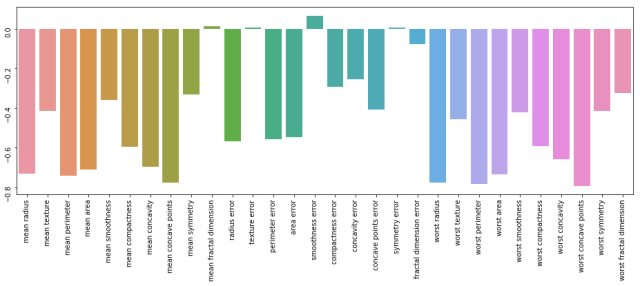 0.0
−0.2
−0.4
−0.6
−0.8
mean radius
mean texture
mean perimeter
mean area
mean smoothness
mean compactness
mean concavity
mean concave points
mean symmetry
mean fractal dimension
radius error
texture error
perimeter error
area error
smoothness error
compactness error
concavity error
concave points error
symmetry error
fractal dimension error
worst radius
worst texture
worst perimeter
worst area
worst smoothness
worst compactness
worst concavity
worst concave points
worst symmetry
worst fractal dimension